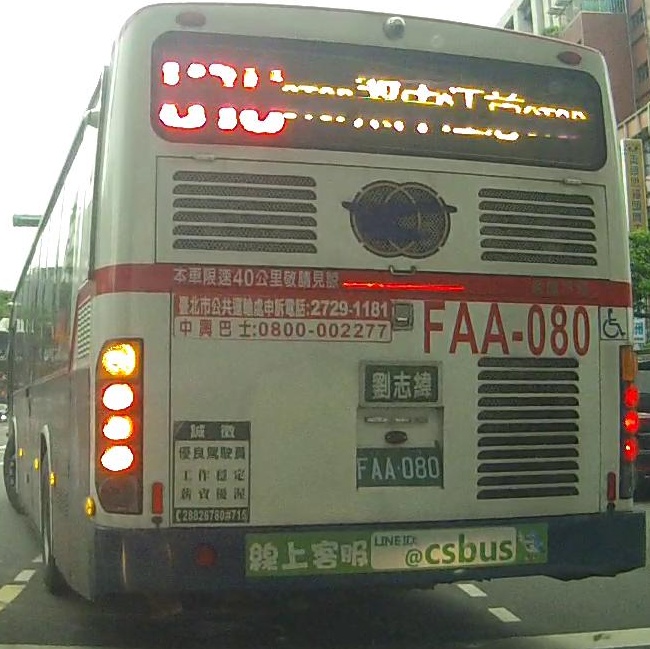 本車限速40公里敬請見諒
臺北市公共運輸處申訴電話:2729-1181
中興巴士:0800-002277
FAA-080
劉志緯
FAA-080
誠徵
優良駕駛員
工作穩定
薪資優渥
28826780#715
線上客服
LINE ID:
@csbus